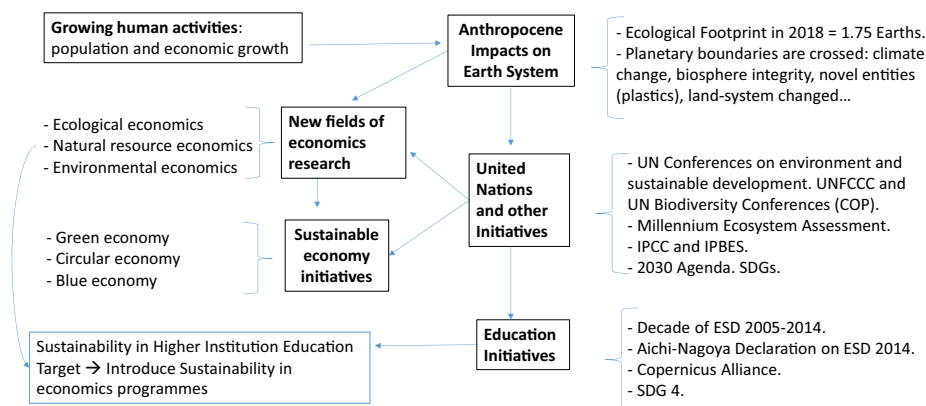 Growing human activities:
population and economic growth
Anthropocene
Impacts on
Earth System
- Ecological Footprint in 2018 = 1.75 Earths.
- Planetary boundaries are crossed: climate
change, biosphere integrity, novel entities
(plastics), land-system changed...
- Ecological economics
- Natural resource economics
- Environmental economics
New fields of
economics
research
United
Nations
and other
Initiatives
- UN Conferences on environment and
sustainable development. UNFCCC and
UN Biodiversity Conferences (COP).
- Millennium Ecosystem Assessment.
- IPCC and IPBES.
- 2030 Agenda. SDGs.
- Green economy
- Circular economy
- Blue economy
Sustainable
economy
initiatives
Sustainability in Higher Institution Education
Target → Introduce Sustainability in
economics programmes
Education
Initiatives
- Decade of ESD 2005-2014.
- Aichi-Nagoya Declaration on ESD 2014.
- Copernicus Alliance.
- SDG 4.